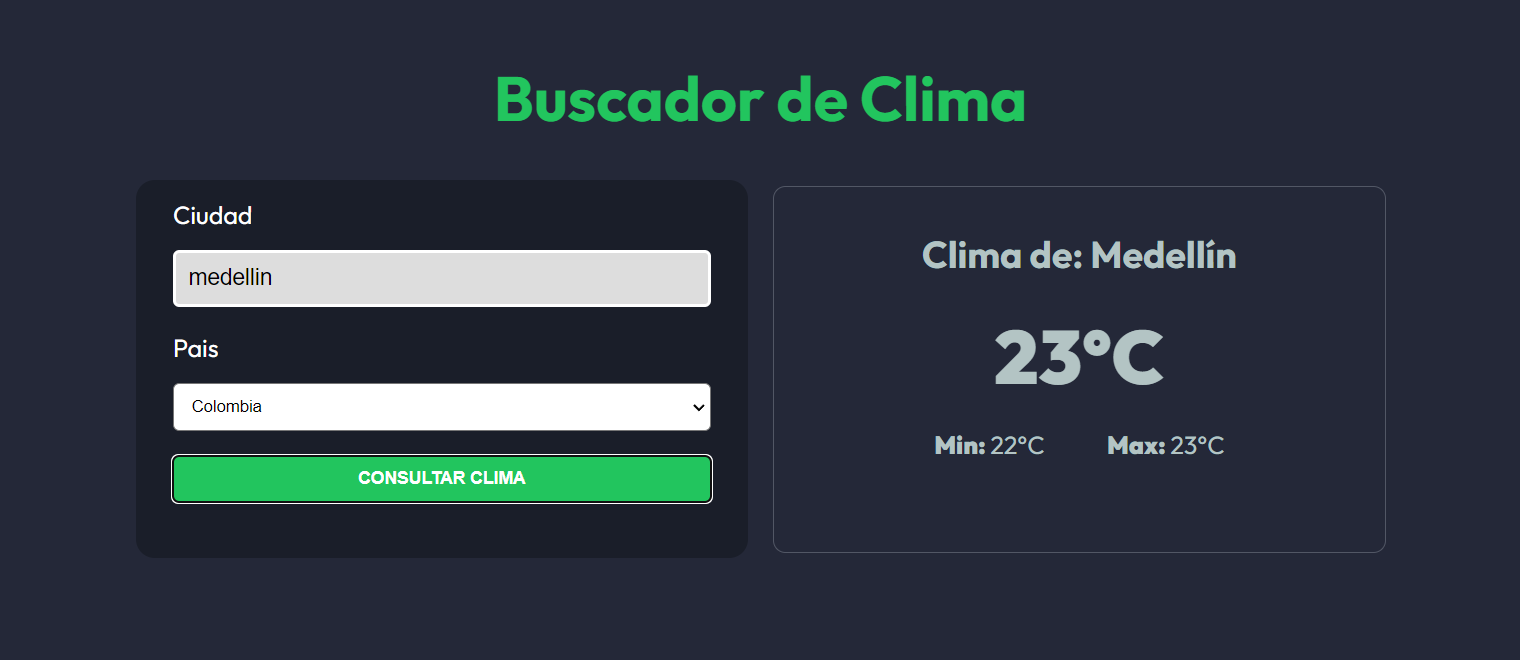 Buscador de Clima
Ciudad
medellin
Pais
Colombia
CONSULTAR CLIMA
Clima de: Medellín
23°C
Min: 22°C Max: 23°C